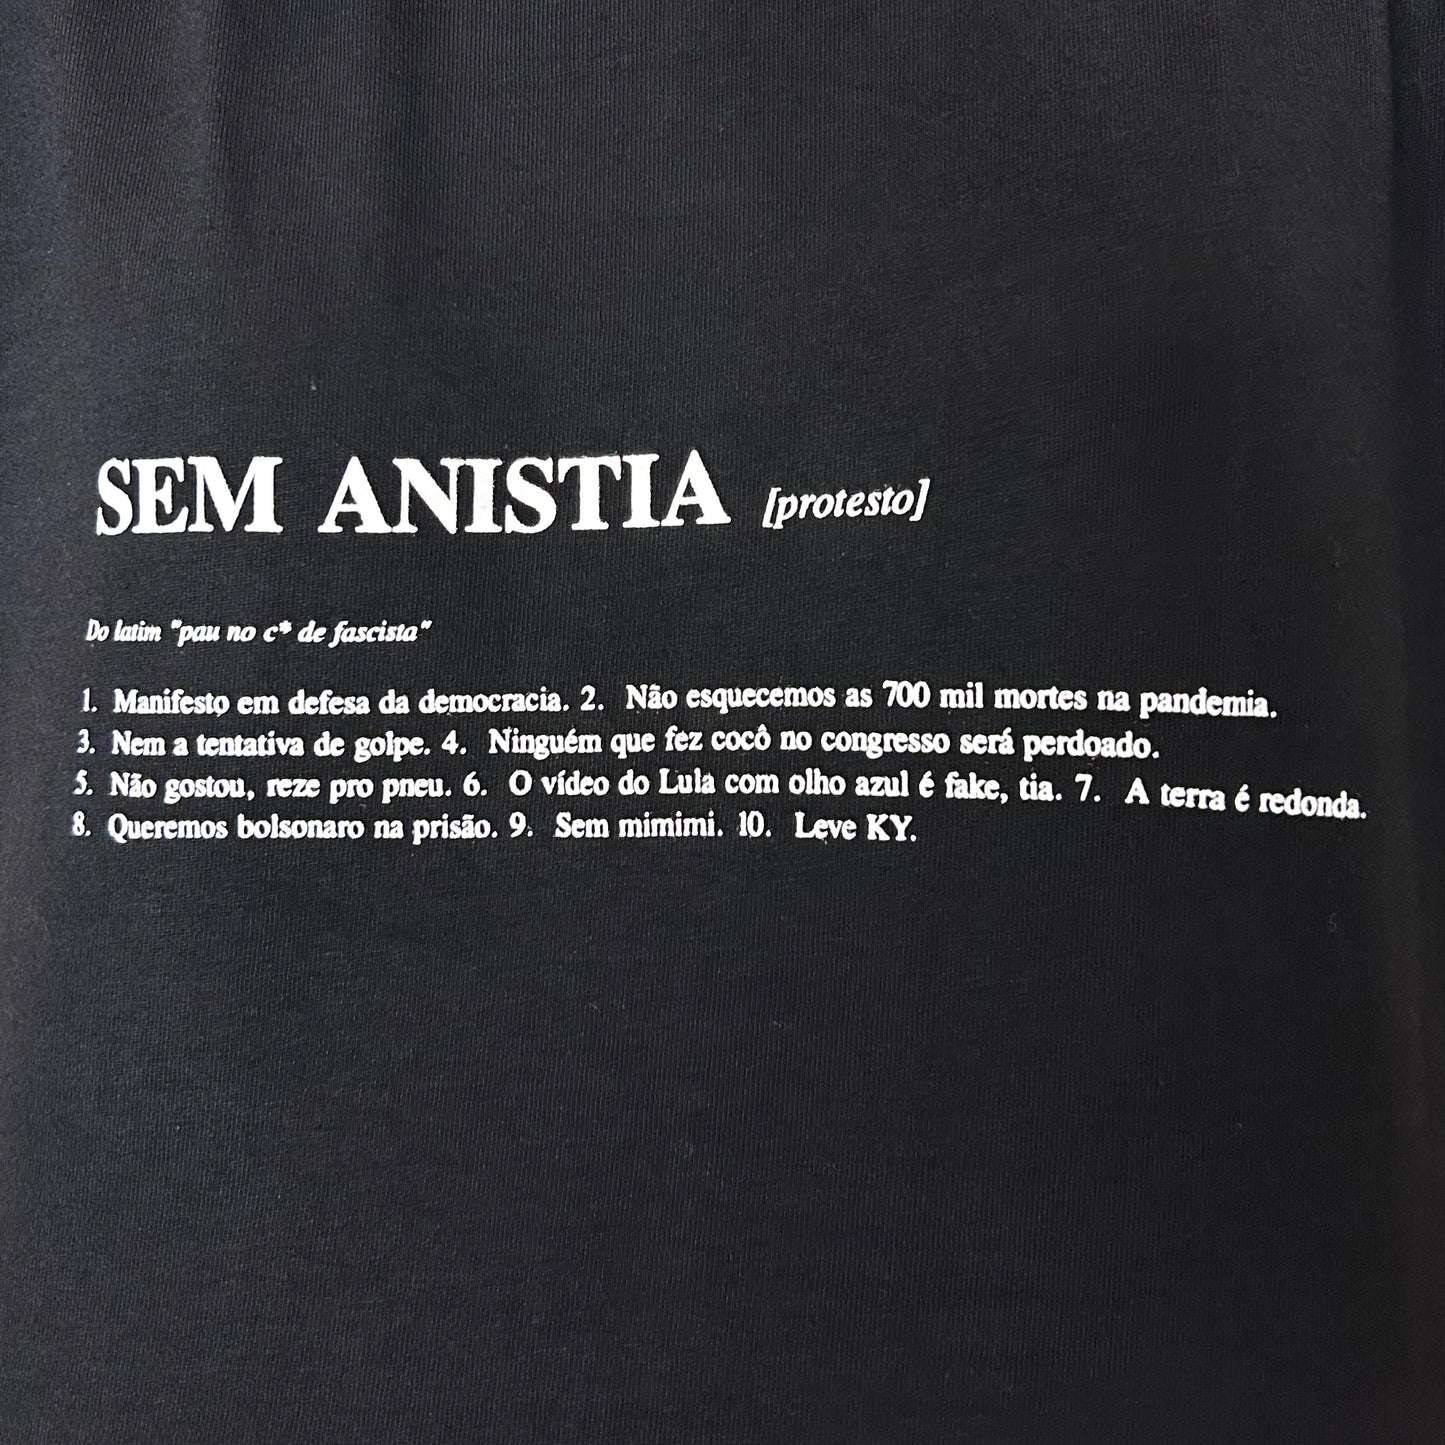 SEM ANISTIA [protesto]
Do latim "pau no c* de fascista"
1. Manifesto em defesa da democracia. 2. Não esquecemos as 700 mil mortes na pandemia.
3. Nem a tentativa de golpe. 4. Ninguém que fez cocô no congresso será perdoado.
5. Não gostou, reze pro pneu. 6. O vídeo do Lula com olho azul é fake, tia. 7. A terra é redonda.
8. Queremos bolsonaro na prisão. 9. Sem mimimi. 10. Leve KY.